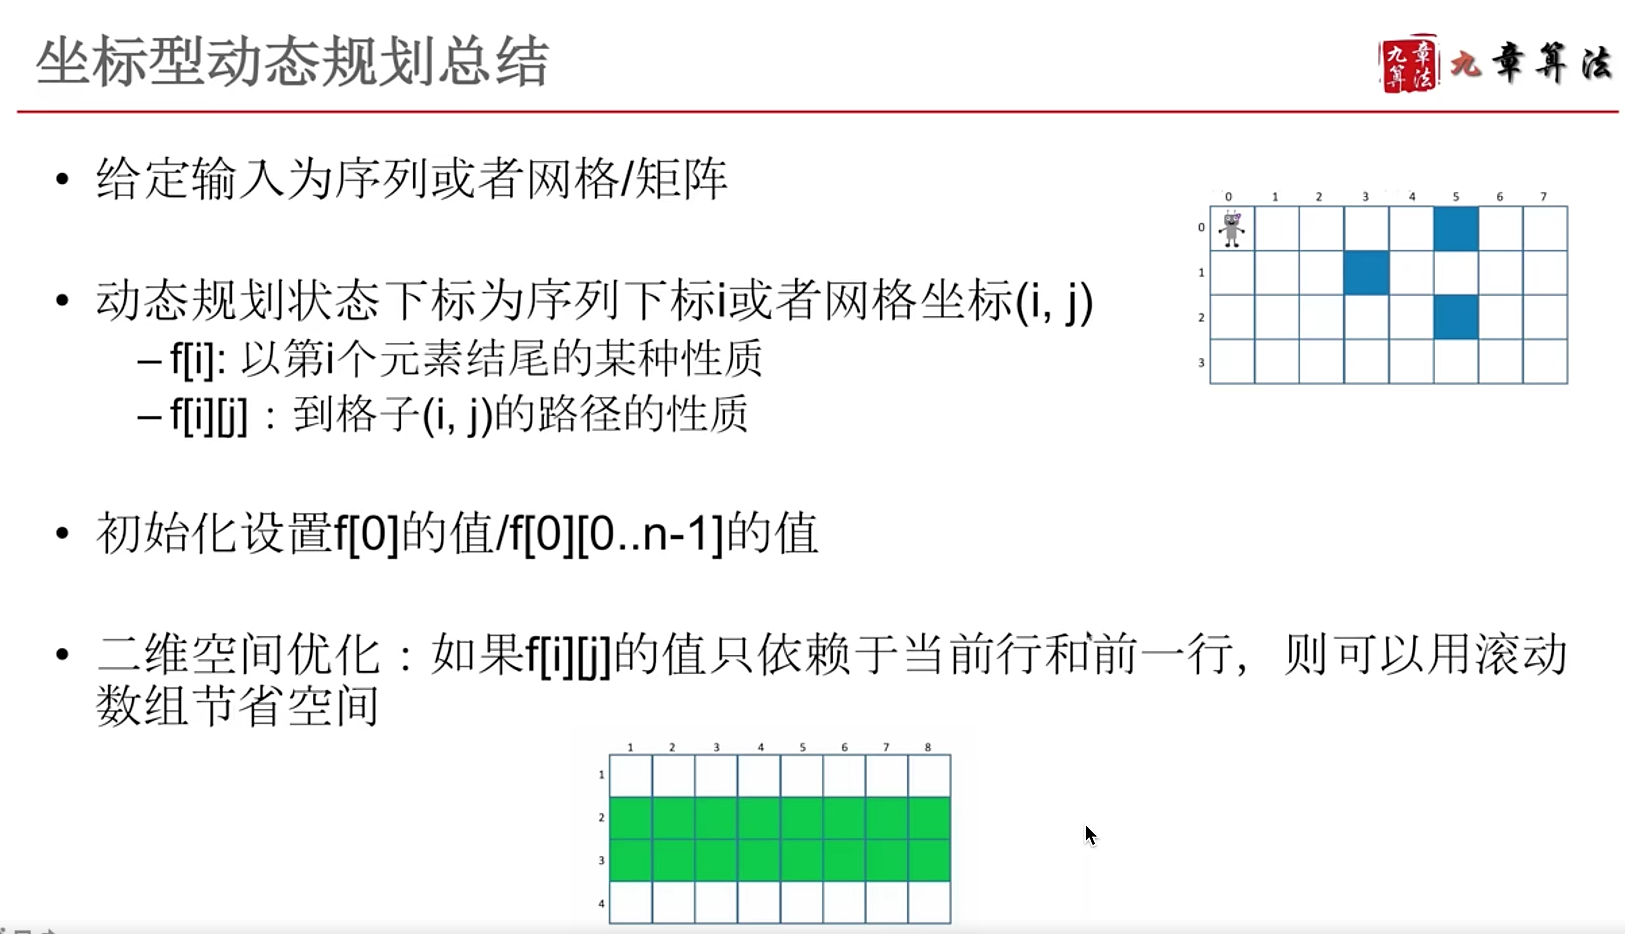 坐标型动态规划总结
九章算法
九章算法
• 给定输入为序列或者网格/矩阵
• 动态规划状态下标为序列下标i或者网格坐标(i, j)
– f[i]: 以第i个元素结尾的某种性质
– f[i][j]：到格子(i, j)的路径的性质
0 1 2 3 4 5 6 7
0
1
2
3
• 初始化设置f[0]的值/f[0][0..n-1]的值
• 二维空间优化：如果f[i][j]的值只依赖于当前行和前一行，则可以用滚动
数组节省空间
1 2 3 4 5 6 7 8
1
2
3
4